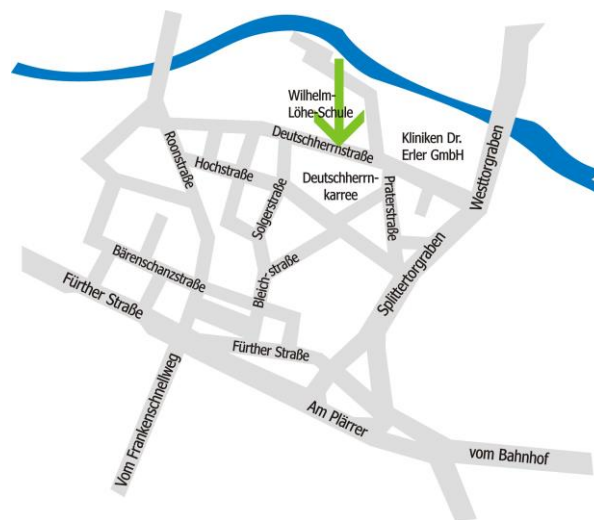 Wilhelm-
Löhe-Schule
Deutschherrnstraße
Kliniken Dr.
Erler GmbH
Westtorgraben
Roonstraße
Hochstraße
Solgerstraße
Deutschherrn-
karree
Praterstraße
Splittertorgraben
Bärenschanzstraße
Bleich-straße
Fürther Straße
Fürther Straße
Vom Frankenschnellweg
Am Plärrer
vom Bahnhof